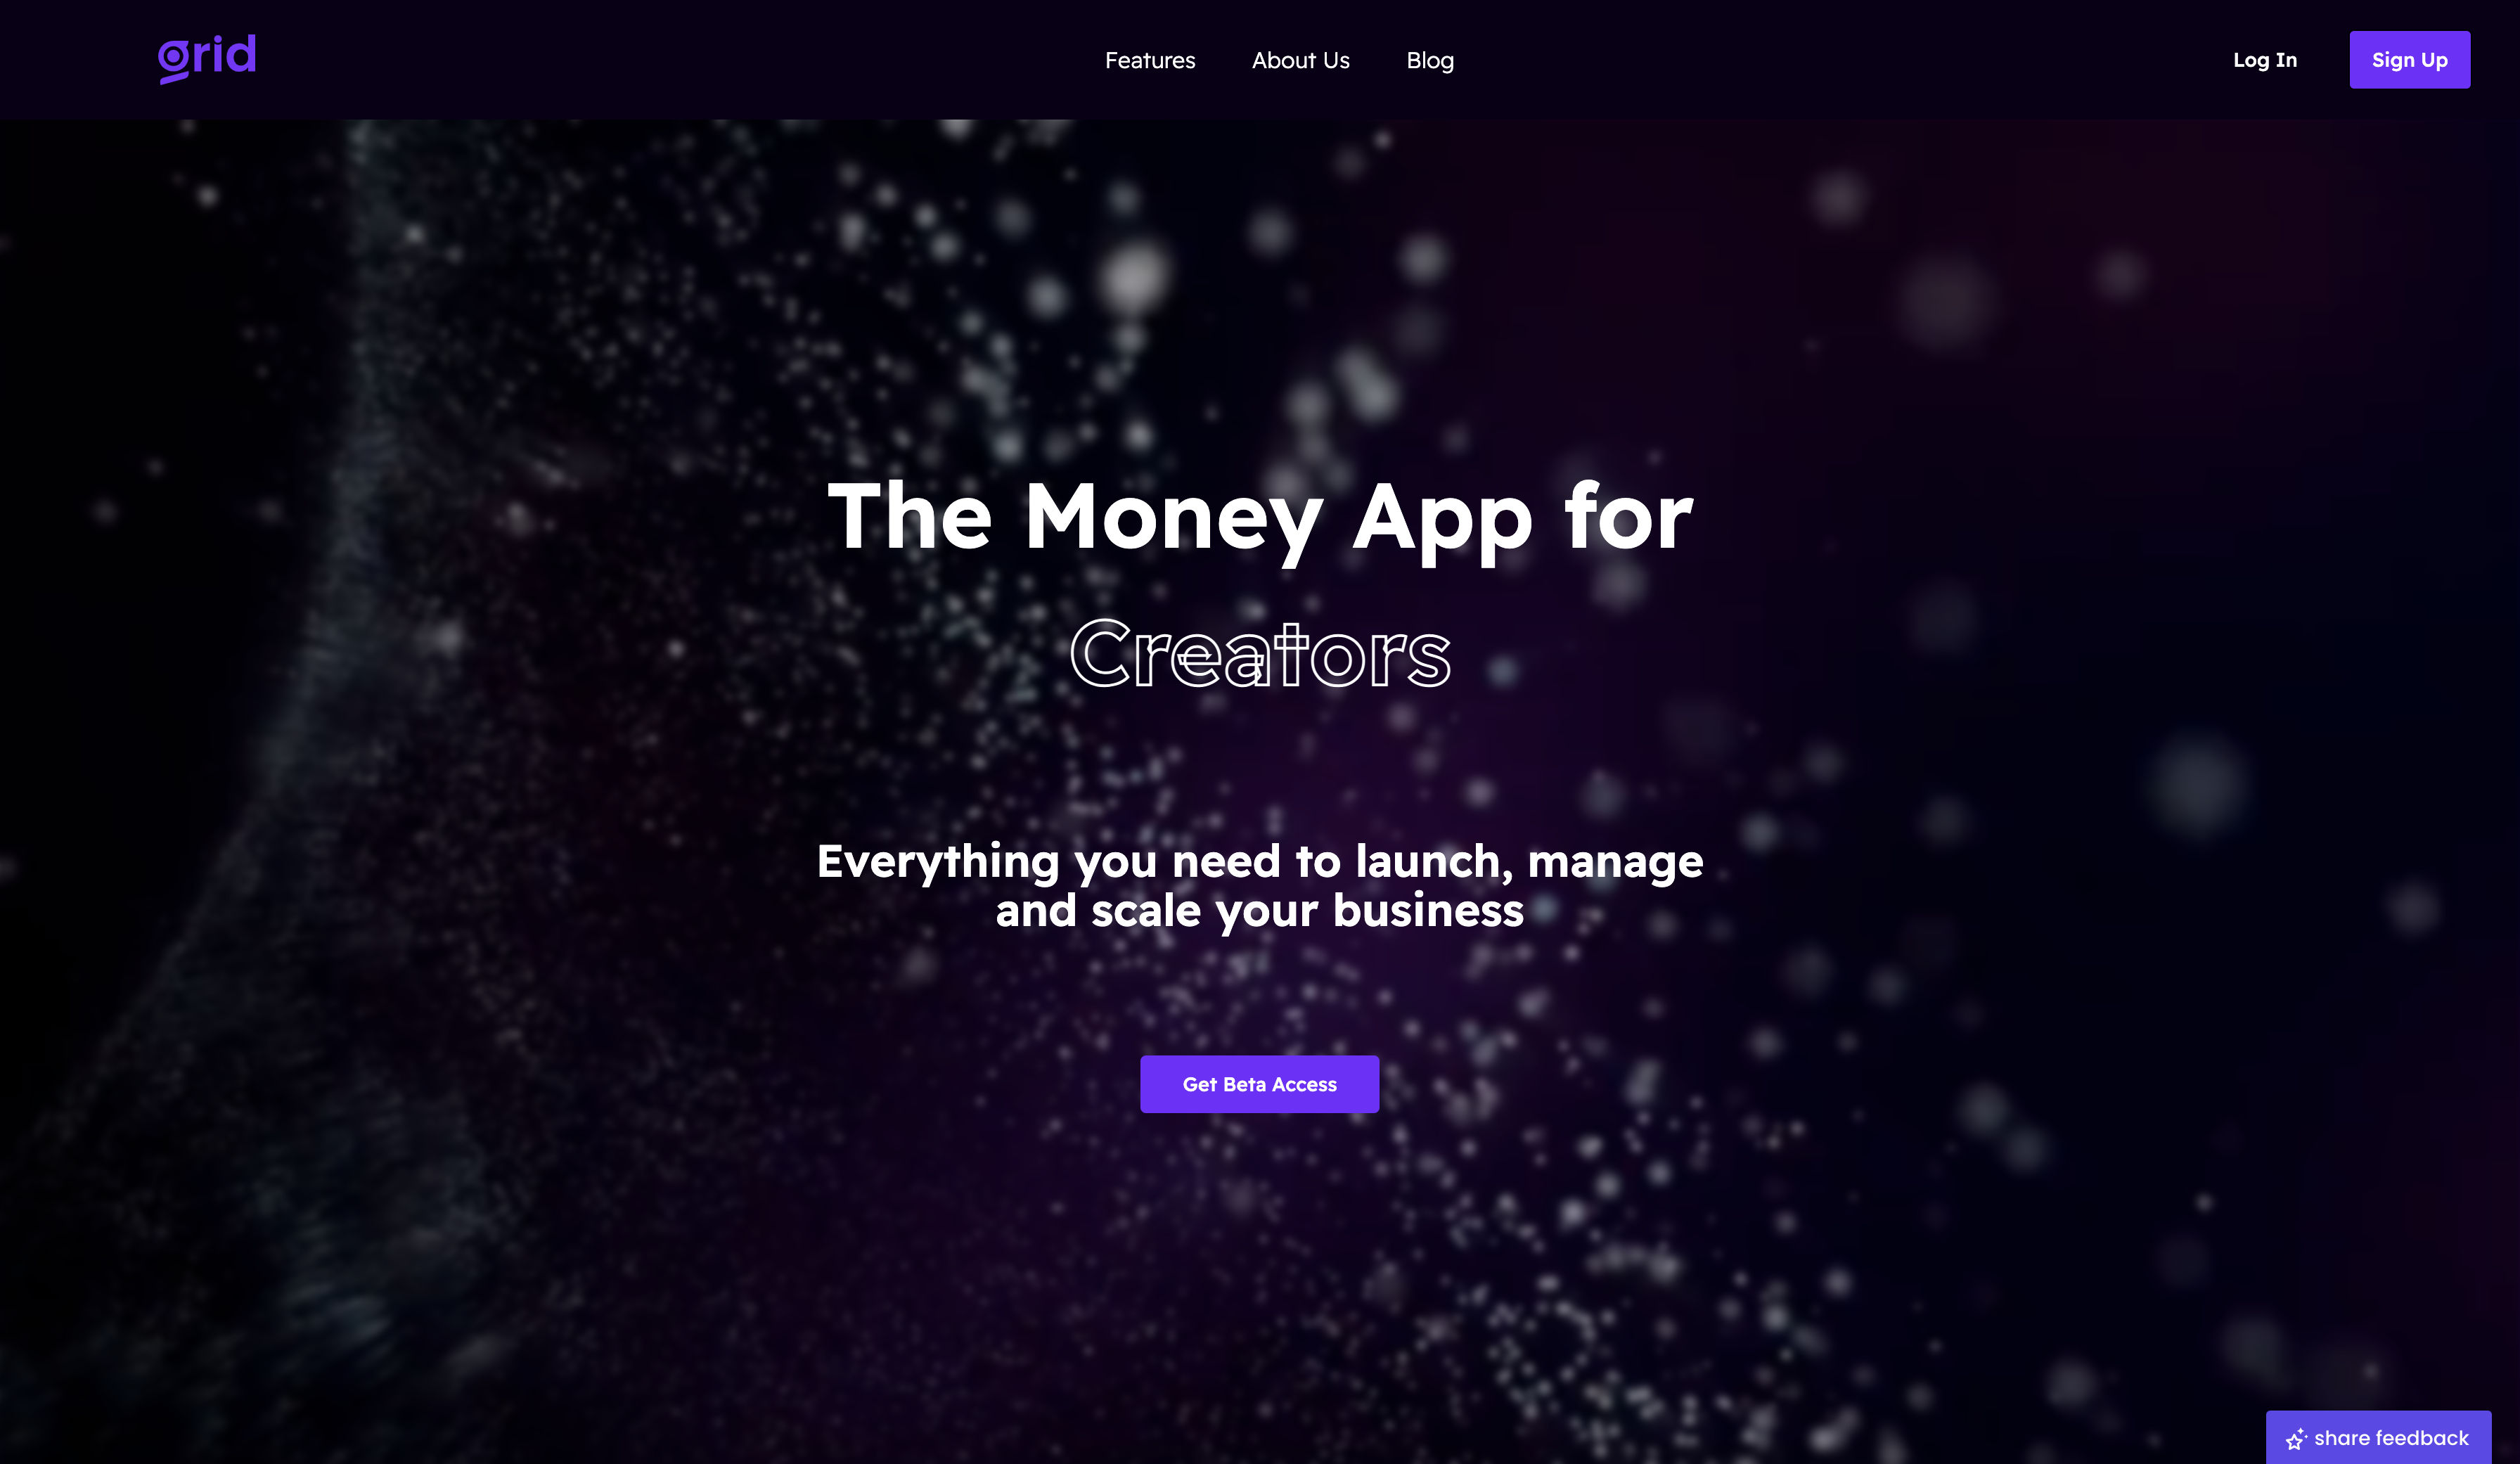 grid
Features
About Us
Blog
Log In
Sign Up
The Money App for
Creators
Everything you need to launch, manage
and scale your business
Get Beta Access
share feedback